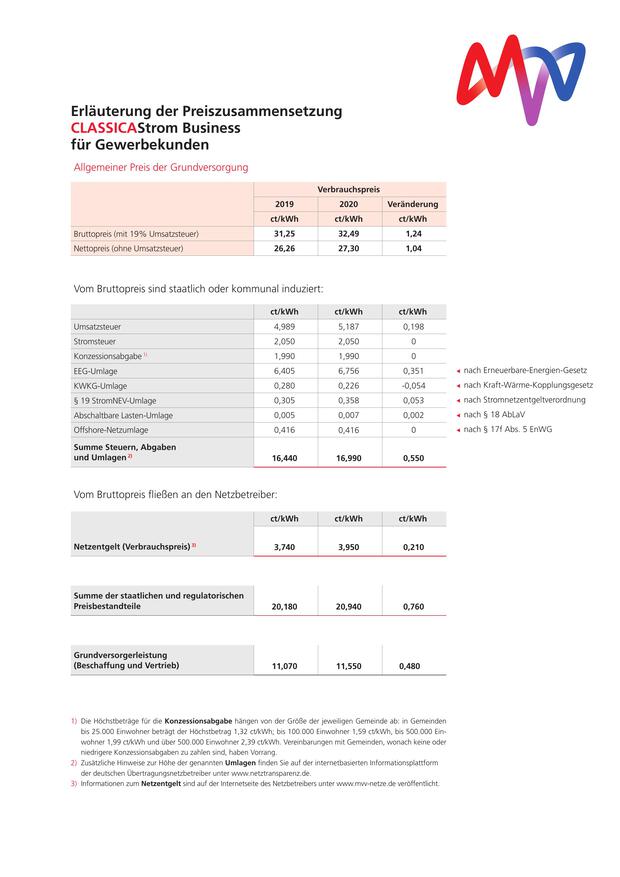 MVV
Erläuterung der Preiszusammensetzung
CLASSICAStrom Business
für Gewerbekunden
Allgemeiner Preis der Grundversorgung
Verbrauchspreis
2019 2020 Veränderung
ct/kWh ct/kWh ct/kWh
Bruttopreis (mit 19% Umsatzsteuer) 31,25 32,49 1,24
Nettopreis (ohne Umsatzsteuer) 26,26 27,30 1,04
Vom Bruttopreis sind staatlich oder kommunal induziert:
ct/kWh ct/kWh ct/kWh
Umsatzsteuer 4,989 5,187 0,198
Stromsteuer 2,050 2,050 0
Konzessionsabgabe 1) 1,990 1,990 0
EEG-Umlage 6,405 6,756 0,351 ◄ nach Erneuerbare-Energien-Gesetz
KWKG-Umlage 0,280 0,226 -0,054 ◄ nach Kraft-Wärme-Kopplungsgesetz
§ 19 StromNEV-Umlage 0,305 0,358 0,053 ◄ nach Stromnetzentgeltverordnung
Abschaltbare Lasten-Umlage 0,005 0,007 0,002 ◄ nach § 18 AbLaV
Offshore-Netzumlage 0,416 0,416 0 ◄ nach § 17f Abs. 5 EnWG
Summe Steuern, Abgaben
und Umlagen 2) 16,440 16,990 0,550
Vom Bruttopreis fließen an den Netzbetreiber:
ct/kWh ct/kWh ct/kWh
Netzentgelt (Verbrauchspreis) 3) 3,740 3,950 0,210
Summe der staatlichen und regulatorischen
Preisbestandteile 20,180 20,940 0,760
Grundversorgerleistung
(Beschaffung und Vertrieb) 11,070 11,550 0,480
1) Die Höchstbeträge für die Konzessionsabgabe hängen von der Größe der jeweiligen Gemeinde ab: in Gemeinden
bis 25.000 Einwohner beträgt der Höchstbetrag 1,32 ct/kWh; bis 100.000 Einwohner 1,59 ct/kWh, bis 500.000 Ein-
wohner 1,99 ct/kWh und über 500.000 Einwohner 2,39 ct/kWh. Vereinbarungen mit Gemeinden, wonach keine oder
niedrigere Konzessionsabgaben zu zahlen sind, haben Vorrang.
2) Zusätzliche Hinweise zur Höhe der genannten Umlagen finden Sie auf der internetbasierten Informationsplattform
der deutschen Übertragungsnetzbetreiber unter www.netztransparenz.de.
3) Informationen zum Netzentgelt sind auf der Internetseite des Netzbetreibers unter www.mvv-netze.de veröffentlicht.